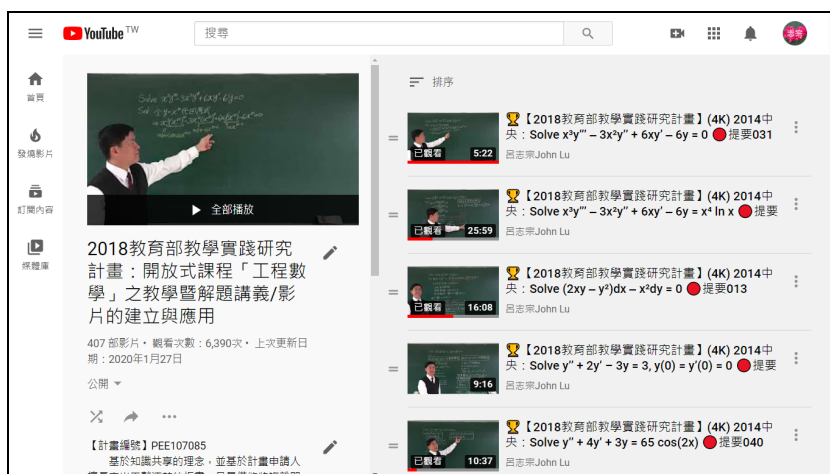 YouTube TW
搜尋
首頁
發燒影片
訂閱內容
媒體庫
Solve x³y'''-3x²y''+6xy'-6y=0
全部播放
2018教育部教學實踐研究
計畫：開放式課程「工程數
學」之教學暨解題講義/影
片的建立與應用
407 部影片・ 觀看次數：6,390次・ 上次更新日
期：2020年1月27日
公開
【計畫編號】PEE107085
基於知識共享的理念，並基於計畫申請人
排序
已觀看 5:22
🏆【2018教育部教學實踐研究計畫】(4K) 2014中
央：Solve x³y''' – 3x²y'' + 6xy' – 6y = 0 🔴提要031
呂志宗John Lu
已觀看 25:59
🏆【2018教育部教學實踐研究計畫】(4K) 2014中
央：Solve x³y''' – 3x²y'' + 6xy' – 6y = x⁴ ln x 🔴提要
呂志宗John Lu
已觀看 16:08
🏆【2018教育部教學實踐研究計畫】(4K) 2014中
央：Solve (2xy – y²)dx – x²dy = 0 🔴提要013
呂志宗John Lu
9:16
🏆【2018教育部教學實踐研究計畫】(4K) 2014中
央：Solve y'' + 2y' – 3y = 3, y(0) = y'(0) = 0 🔴提要
呂志宗John Lu
已觀看 10:37
🏆【2018教育部教學實踐研究計畫】(4K) 2014中
央：Solve y'' + 4y' + 3y = 65 cos(2x) 🔴提要040
呂志宗John Lu